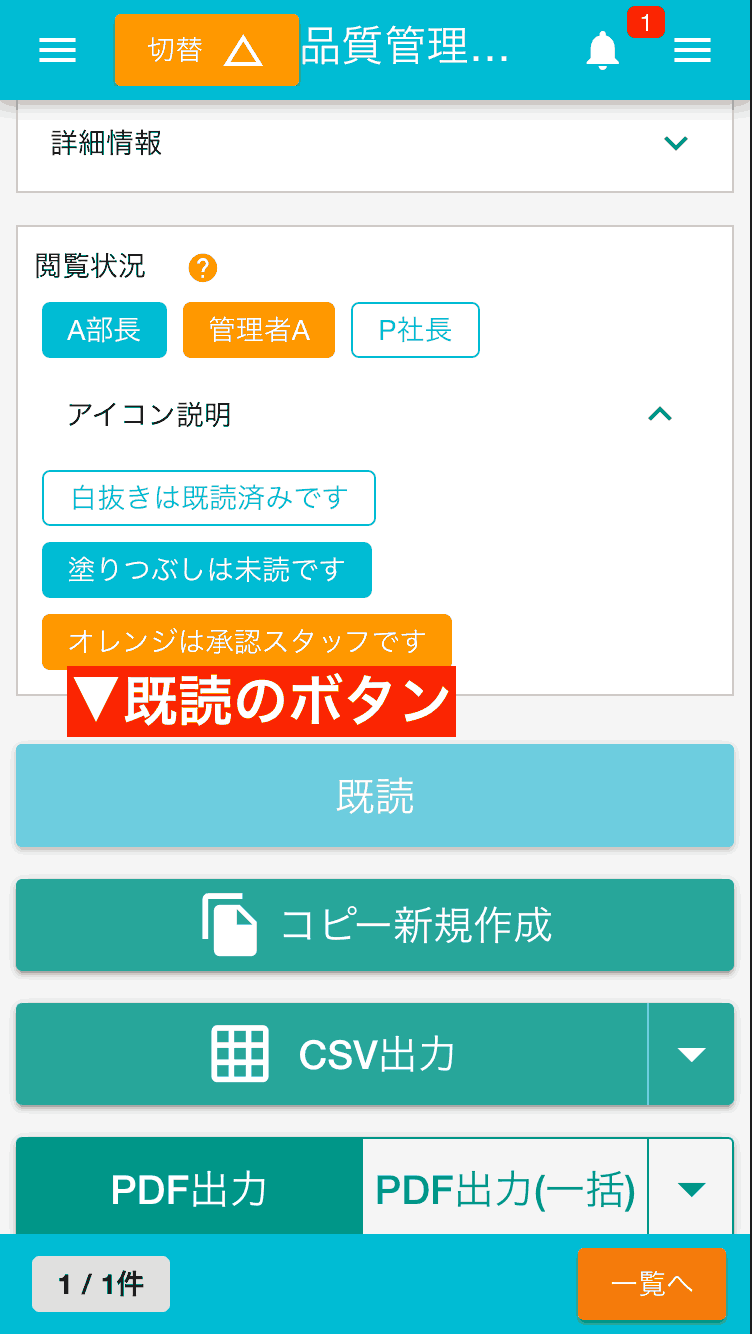 切替
品質管理...
1
詳細情報
閲覧状況 ?
A部長 管理者A P社長
アイコン説明
白抜きは既読済みです
塗りつぶしは未読です
オレンジは承認スタッフです
▼既読のボタン
既読
コピー新規作成
CSV出力
PDF出力 PDF出力(一括)
1 / 1件 一覧へ